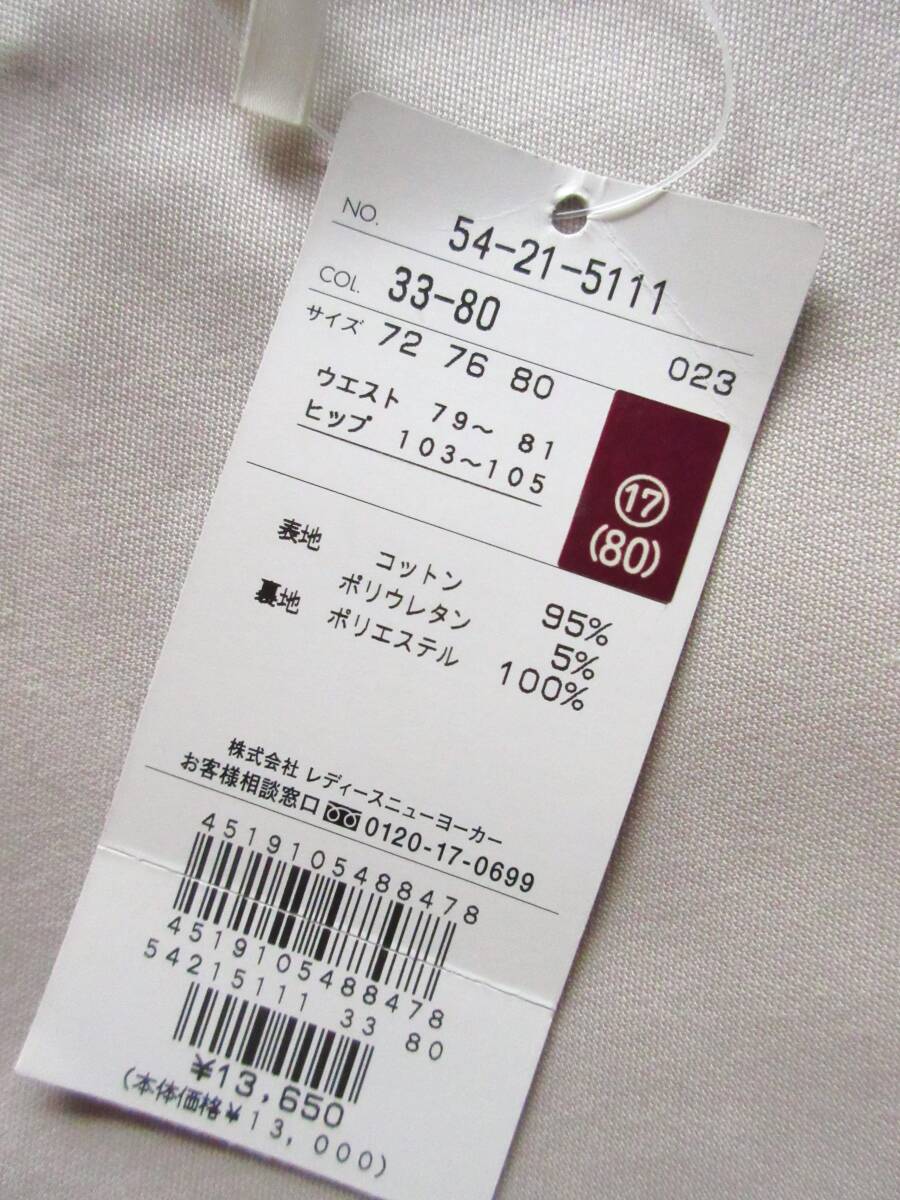 NO. 54-21-5111
COL. 33-80
サイズ 72 76 80 023
ウエスト 79～ 81
ヒップ 103～105
⑰
(80)
表地 コットン 95%
ポリウレタン 5%
裏地 ポリエステル 100%
株式会社 レディースニューヨーカー
お客様相談窓口 0120-17-0699
4519105488478
4519105488478
54215111 33 80
¥13,650
(本体価格¥13,000)